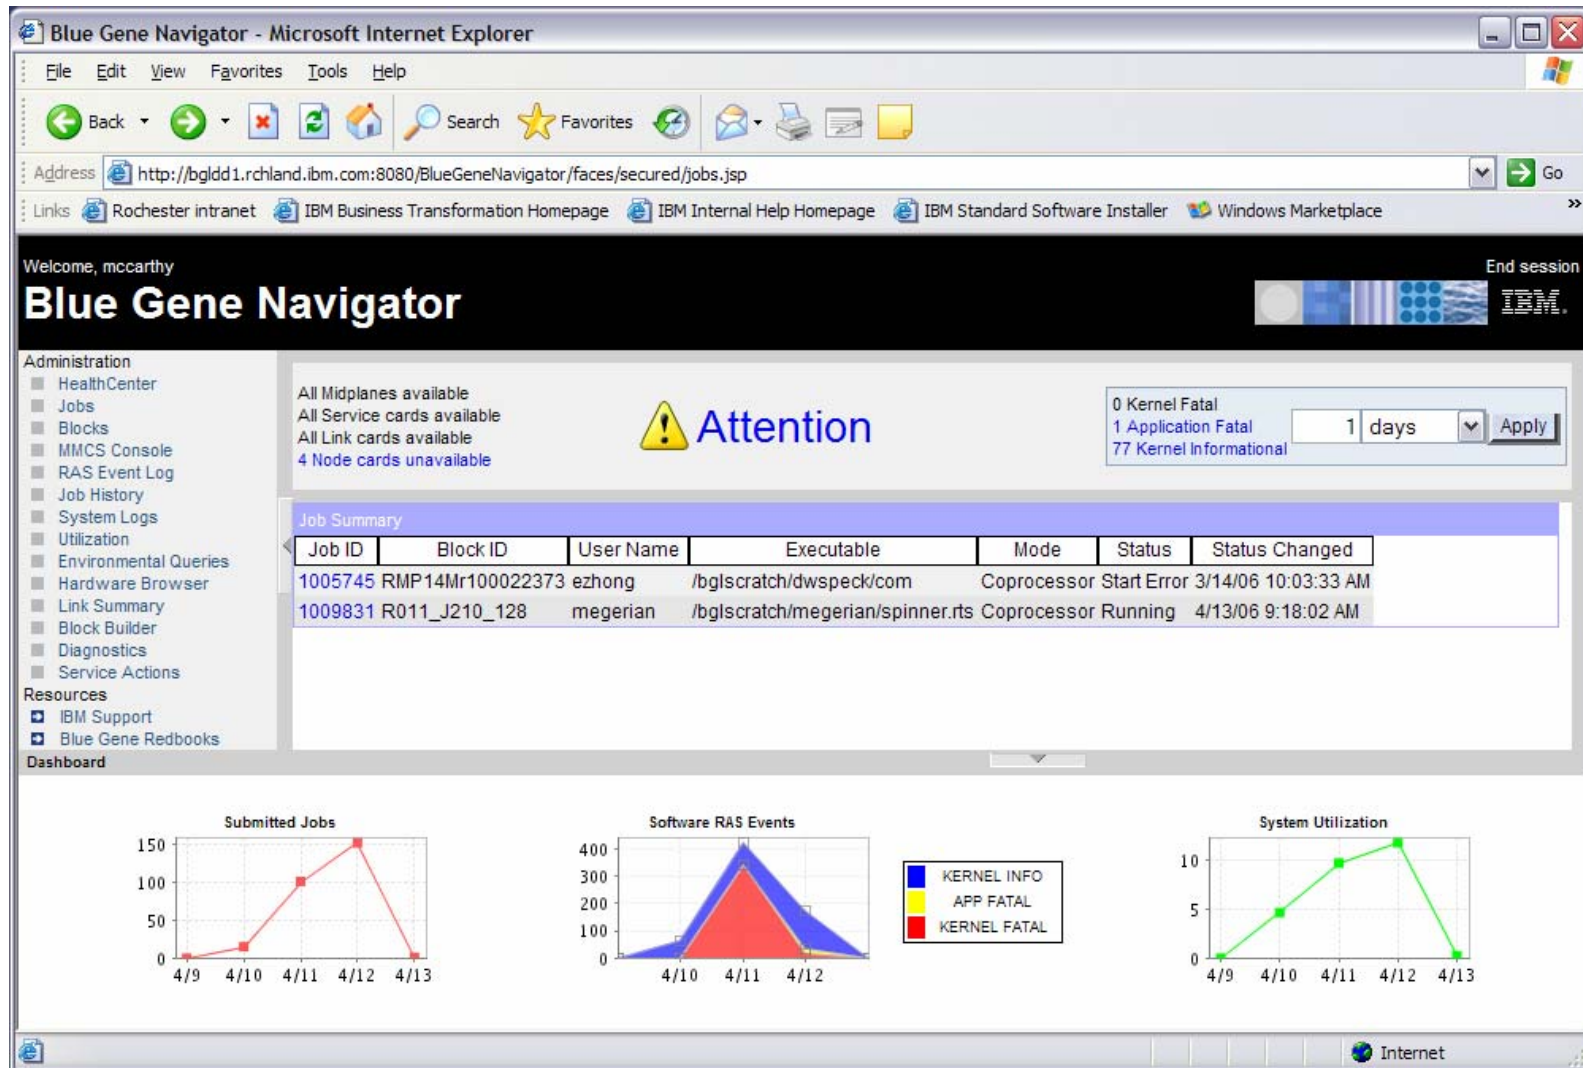 Blue Gene Navigator - Microsoft Internet Explorer
File Edit View Favorites Tools Help
Back Search Favorites
Address http://bgldd1.rchland.ibm.com:8080/BlueGeneNavigator/faces/secured/jobs.jsp Go
Links Rochester intranet IBM Business Transformation Homepage IBM Internal Help Homepage IBM Standard Software Installer Windows Marketplace »
Welcome, mccarthy End session
Blue Gene Navigator IBM.
Administration
HealthCenter
Jobs
Blocks
MMCS Console
RAS Event Log
Job History
System Logs
Utilization
Environmental Queries
Hardware Browser
Link Summary
Block Builder
Diagnostics
Service Actions
Resources
IBM Support
Blue Gene Redbooks
All Midplanes available
All Service cards available
All Link cards available
4 Node cards unavailable
Attention
0 Kernel Fatal
1 Application Fatal
77 Kernel Informational
1 days Apply
Job Summary
Job ID Block ID User Name Executable Mode Status Status Changed
1005745 RMP14Mr100022373 ezhong /bglscratch/dwspeck/com Coprocessor Start Error 3/14/06 10:03:33 AM
1009831 R011_J210_128 megerian /bglscratch/megerian/spinner.rts Coprocessor Running 4/13/06 9:18:02 AM
Dashboard
Submitted Jobs
150
100
50
0
4/9 4/10 4/11 4/12 4/13
Software RAS Events
400
300
200
100
0
4/10 4/11 4/12
KERNEL INFO
APP FATAL
KERNEL FATAL
System Utilization
10
5
0
4/9 4/10 4/11 4/12 4/13
Internet